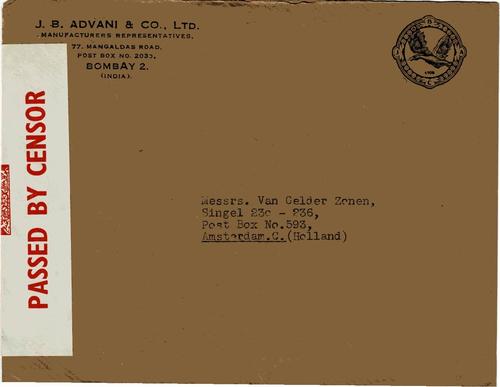 J. B. ADVANI & CO., LTD.
MANUFACTURERS REPRESENTATIVES,
77, MANGALDAS ROAD,
POST BOX NO. 2035,
BOMBAY 2.
(INDIA).
PASSED BY CENSOR
Messrs. Van Gelder Zonen,
Singel 230 - 236,
Post Box No.593,
Amsterdam.C.(Holland)